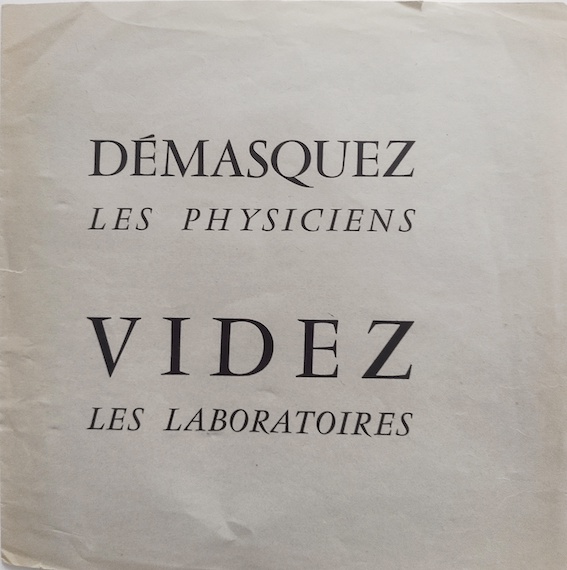 DÉMASQUEZ
LES PHYSICIENS
VIDEZ
LES LABORATOIRES